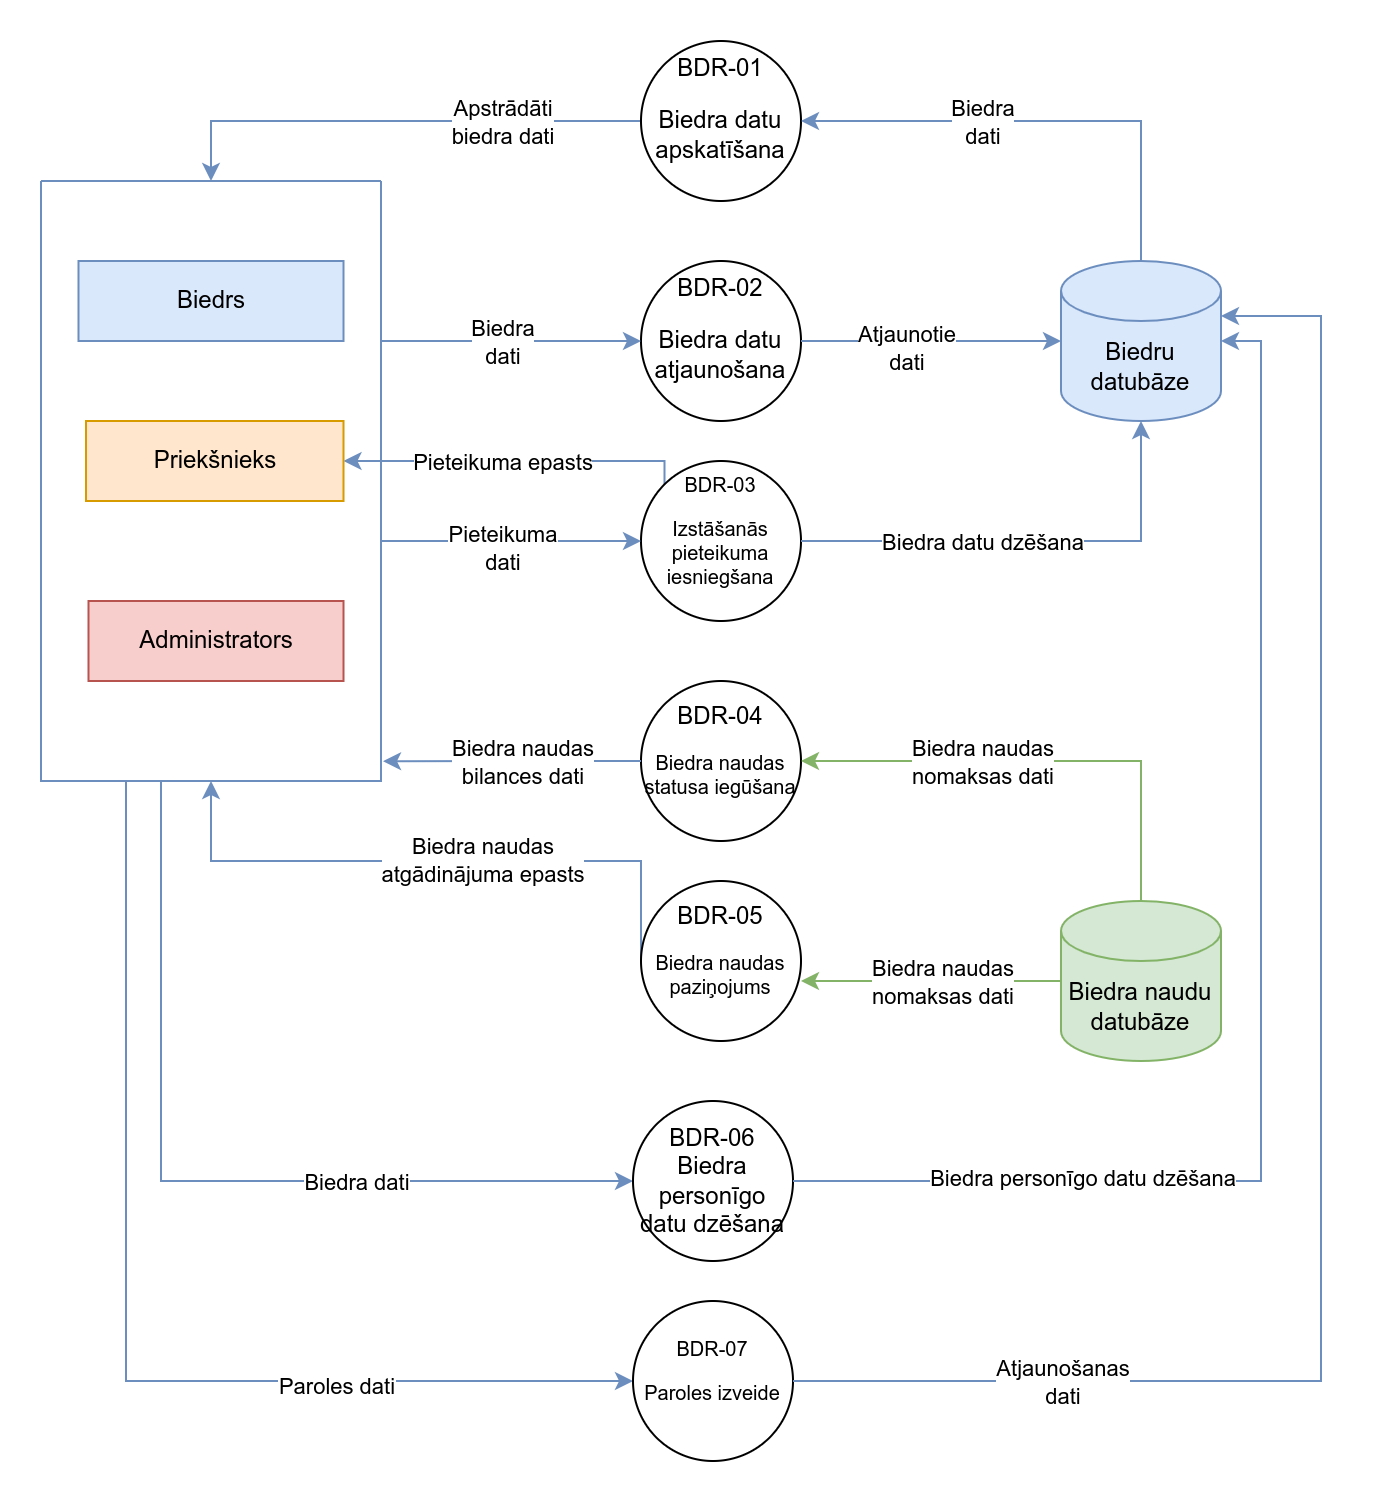 BDR-01
Biedra datu
apskatīšana
Apstrādāti
biedra dati
Biedra
dati
Biedrs
BDR-02
Biedra datu
atjaunošana
Biedra
dati
Atjaunotie
dati
Biedru
datubāze
Priekšnieks
Pieteikuma epasts
BDR-03
Izstāšanās
pieteikuma
iesniegšana
Pieteikuma
dati
Biedra datu dzēšana
Administrators
BDR-04
Biedra naudas
statusa iegūšana
Biedra naudas
bilances dati
Biedra naudas
nomaksas dati
Biedra naudas
atgādinājuma epasts
BDR-05
Biedra naudas
paziņojums
Biedra naudas
nomaksas dati
Biedra naudu
datubāze
BDR-06
Biedra
personīgo
datu dzēšana
Biedra dati
Biedra personīgo datu dzēšana
BDR-07
Paroles izveide
Paroles dati
Atjaunošanas
dati